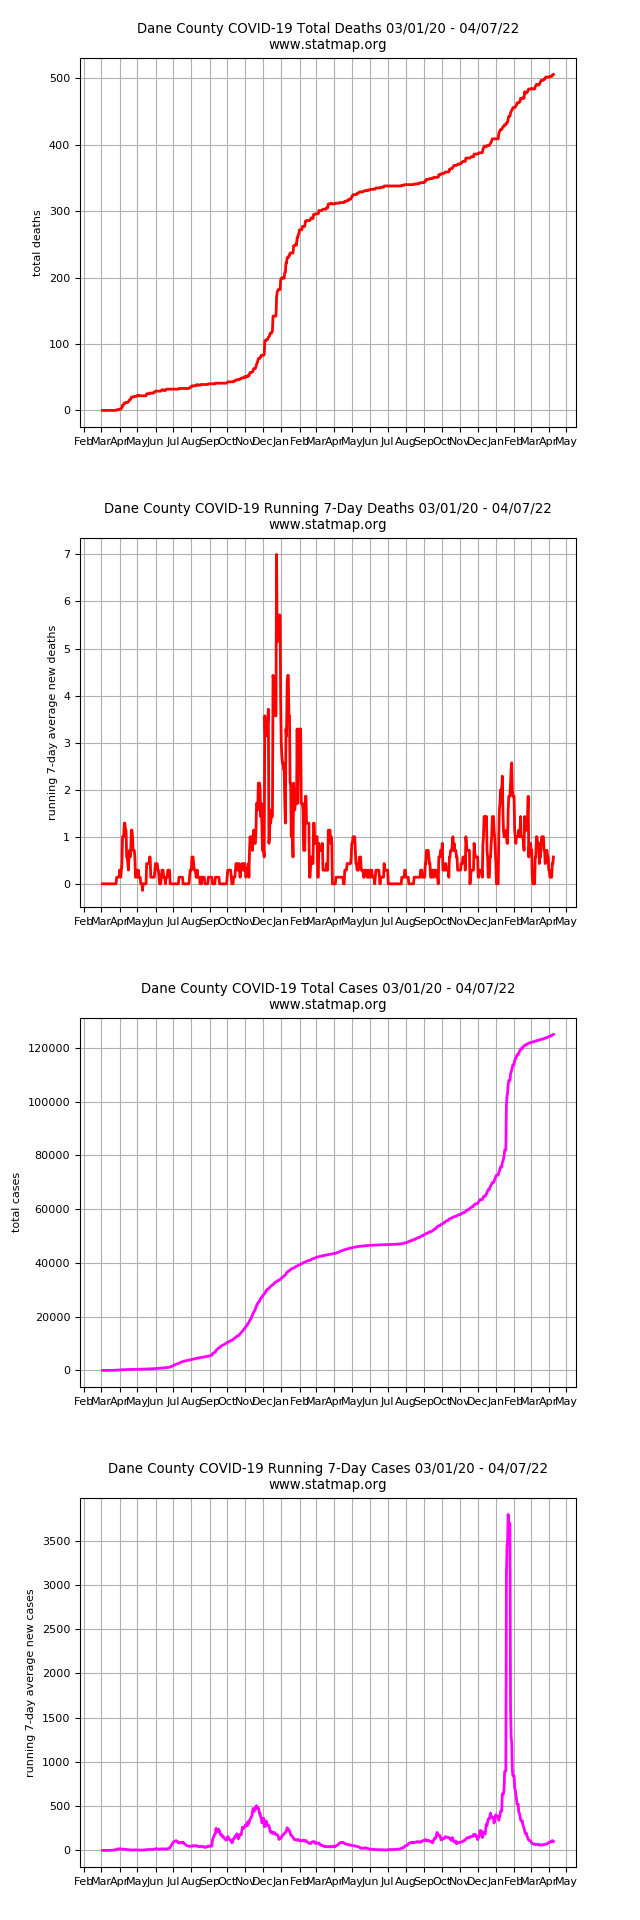 Dane County COVID-19 Total Deaths 03/01/20 - 04/07/22
www.statmap.org
500
400
300
200
100
0
total deaths
Feb Mar Apr May Jun Jul Aug Sep Oct Nov Dec Jan Feb Mar Apr May Jun Jul Aug Sep Oct Nov Dec Jan Feb Mar Apr May
Dane County COVID-19 Running 7-Day Deaths 03/01/20 - 04/07/22
www.statmap.org
7
6
5
4
3
2
1
0
running 7-day average new deaths
Feb Mar Apr May Jun Jul Aug Sep Oct Nov Dec Jan Feb Mar Apr May Jun Jul Aug Sep Oct Nov Dec Jan Feb Mar Apr May
Dane County COVID-19 Total Cases 03/01/20 - 04/07/22
www.statmap.org
120000
100000
80000
60000
40000
20000
0
total cases
Feb Mar Apr May Jun Jul Aug Sep Oct Nov Dec Jan Feb Mar Apr May Jun Jul Aug Sep Oct Nov Dec Jan Feb Mar Apr May
Dane County COVID-19 Running 7-Day Cases 03/01/20 - 04/07/22
www.statmap.org
3500
3000
2500
2000
1500
1000
500
0
running 7-day average new cases
Feb Mar Apr May Jun Jul Aug Sep Oct Nov Dec Jan Feb Mar Apr May Jun Jul Aug Sep Oct Nov Dec Jan Feb Mar Apr May